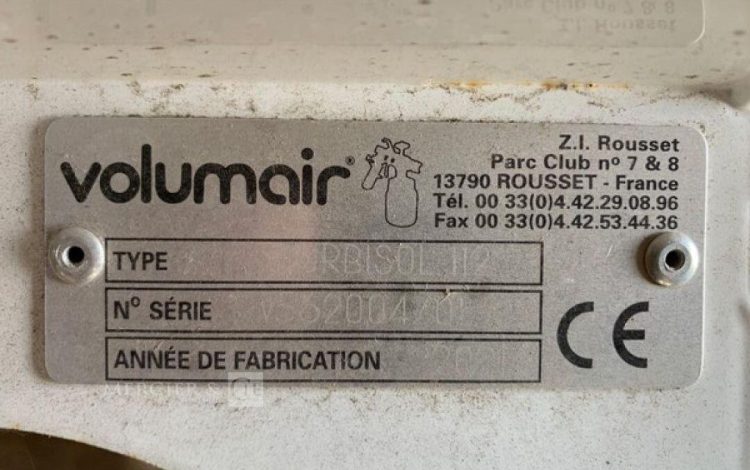 volumair®
Z.I. Rousset
Parc Club nº 7 & 8
13790 ROUSSET - France
Tél. 00 33(0)4.42.29.08.96
Fax 00 33(0)4.42.53.44.36
TYPE
Nº SÉRIE
ANNÉE DE FABRICATION
CE